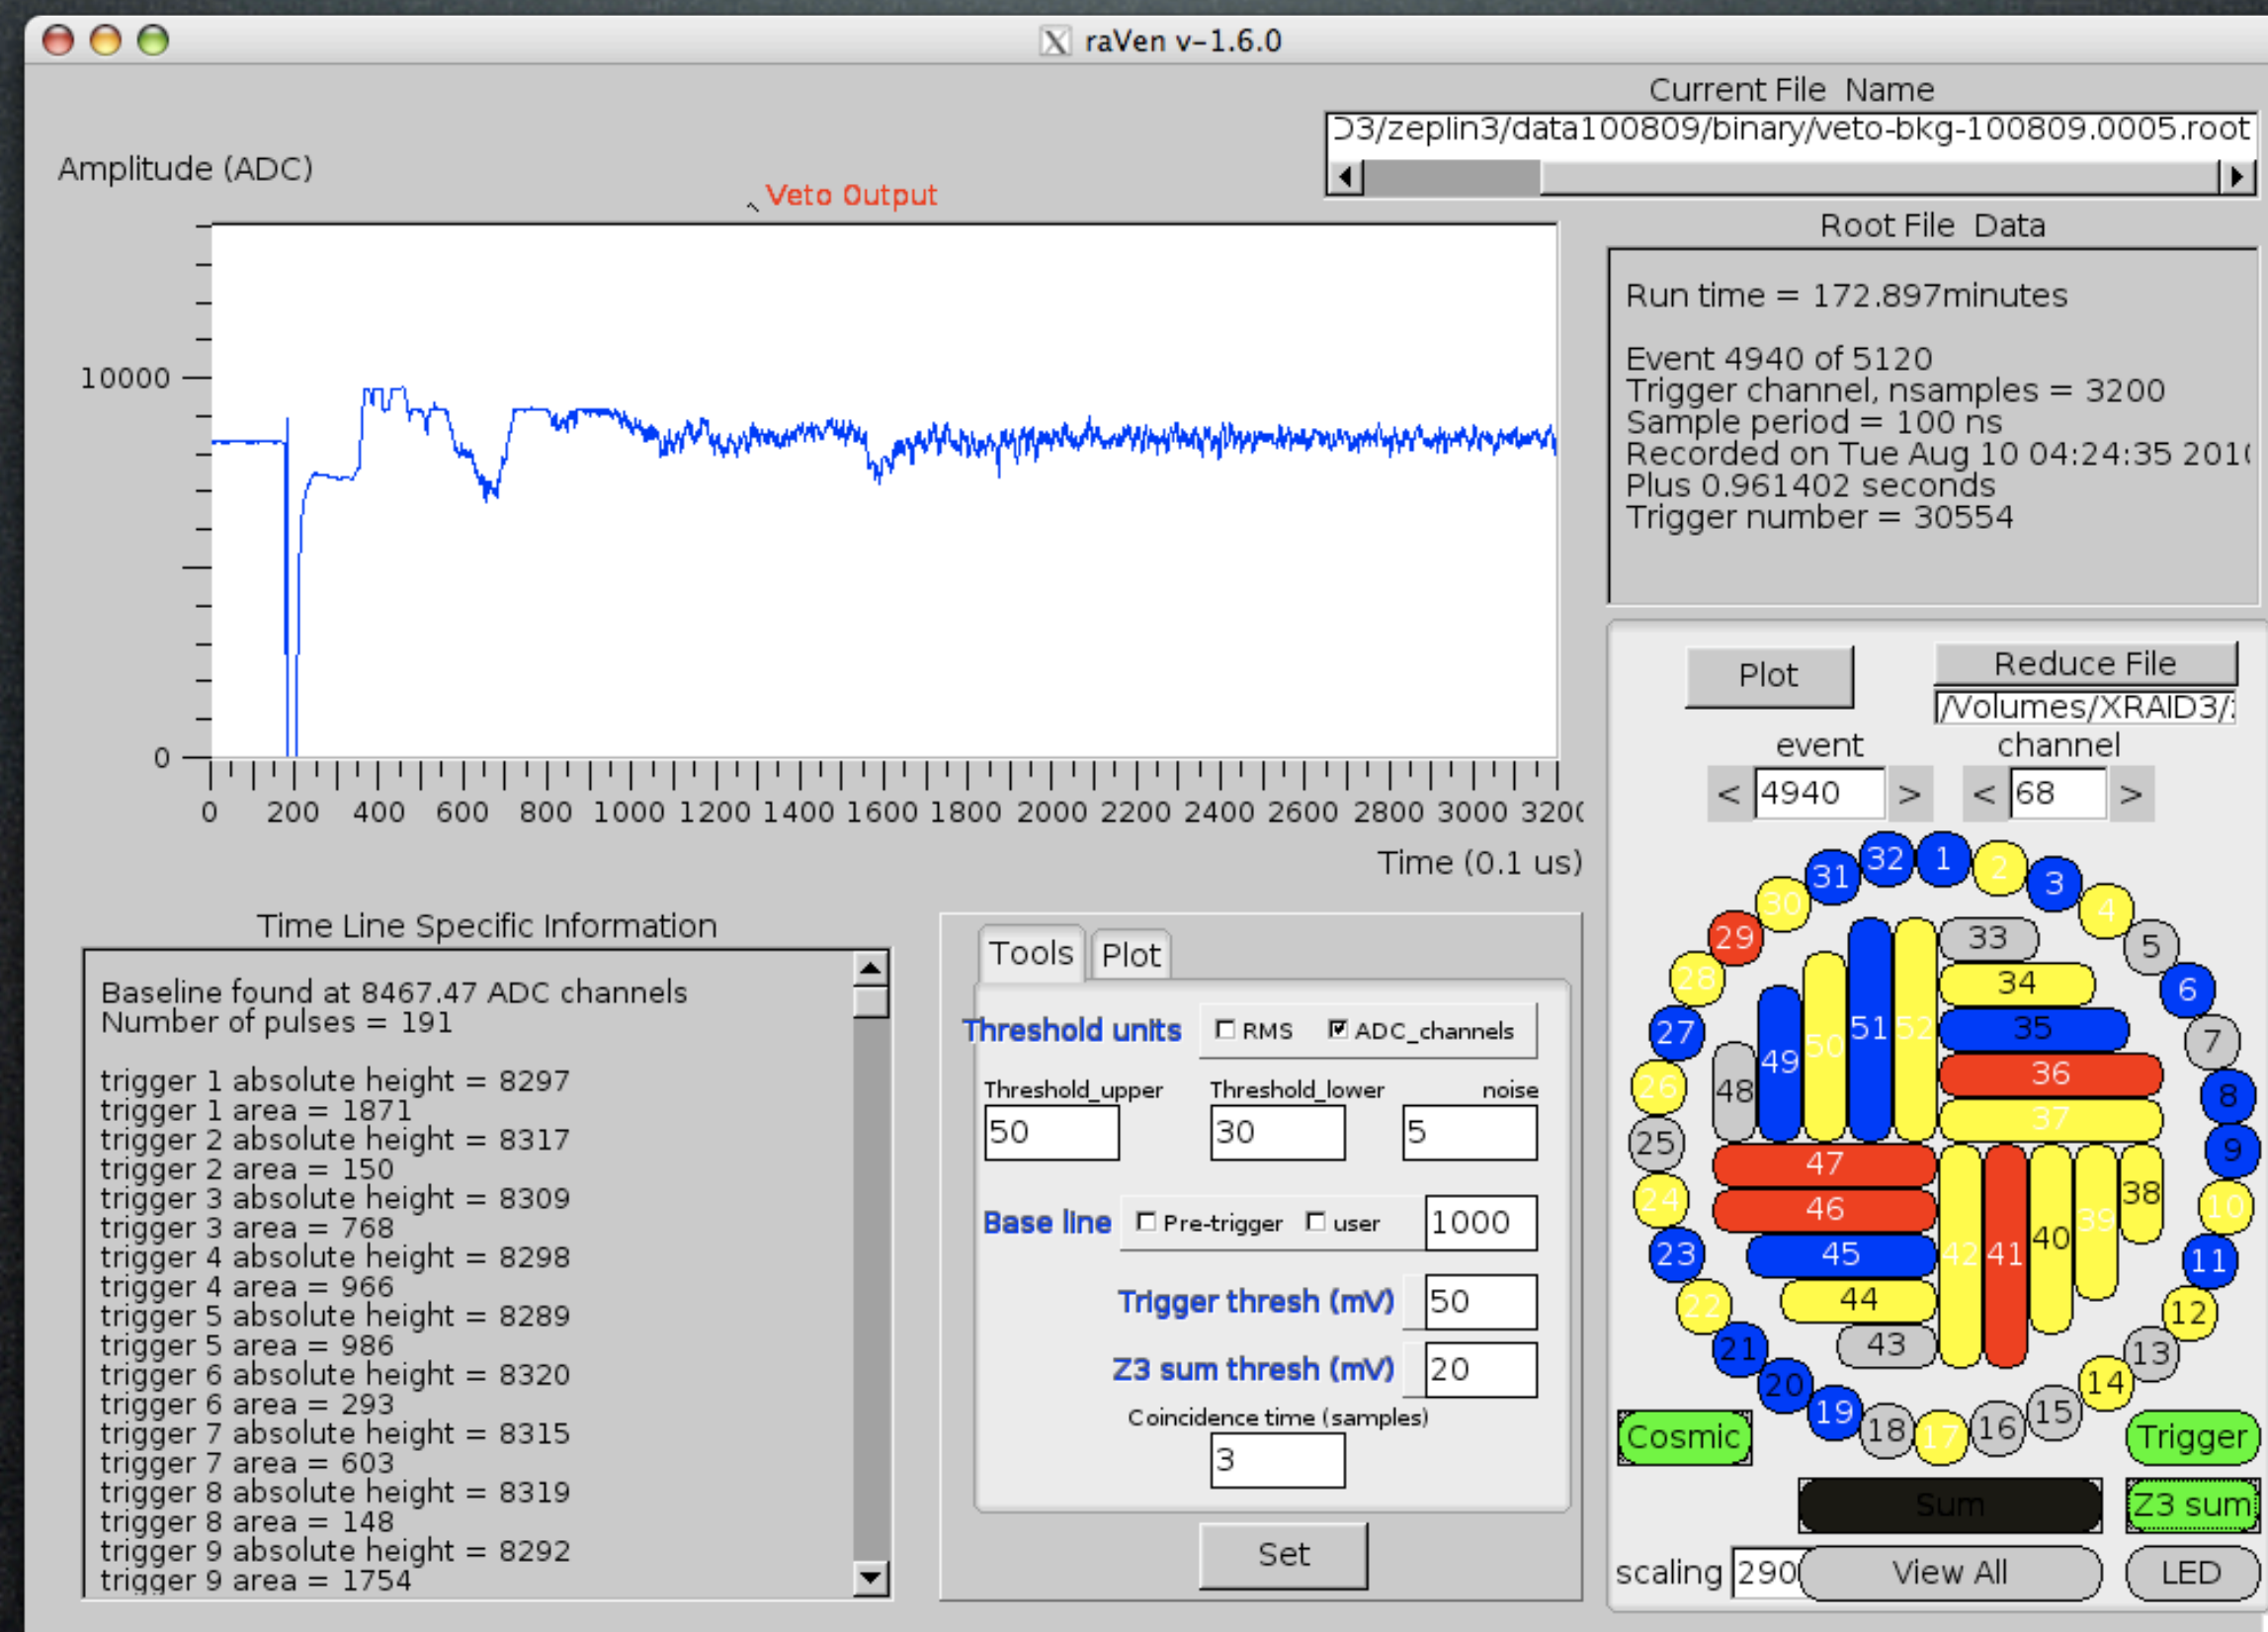 raVen v-1.6.0
Current File Name
D3/zeplin3/data100809/binary/veto-bkg-100809.0005.root
Amplitude (ADC)
Veto Output
10000
0
0 200 400 600 800 1000 1200 1400 1600 1800 2000 2200 2400 2600 2800 3000 320
Time (0.1 us)
Root File Data
Run time = 172.897minutes
Event 4940 of 5120
Trigger channel, nsamples = 3200
Sample period = 100 ns
Recorded on Tue Aug 10 04:24:35 201
Plus 0.961402 seconds
Trigger number = 30554
Time Line Specific Information
Baseline found at 8467.47 ADC channels
Number of pulses = 191
trigger 1 absolute height = 8297
trigger 1 area = 1871
trigger 2 absolute height = 8317
trigger 2 area = 150
trigger 3 absolute height = 8309
trigger 3 area = 768
trigger 4 absolute height = 8298
trigger 4 area = 966
trigger 5 absolute height = 8289
trigger 5 area = 986
trigger 6 absolute height = 8320
trigger 6 area = 293
trigger 7 absolute height = 8315
trigger 7 area = 603
trigger 8 absolute height = 8319
trigger 8 area = 148
trigger 9 absolute height = 8292
trigger 9 area = 1754
Tools Plot
Threshold units RMS ADC_channels
Threshold_upper Threshold_lower noise
50 30 5
Base line Pre-trigger user 1000
Trigger thresh (mV) 50
Z3 sum thresh (mV) 20
Coincidence time (samples)
3
Set
Plot Reduce File
/Volumes/XRAID3/
event channel
< 4940 > < 68 >
1
2
3
4
5
6
7
8
9
10
11
12
13
14
15
16
17
18
19
20
21
22
23
24
25
26
27
28
29
30
31
32
33
34
35
36
37
38
39
40
41
42
43
44
45
46
47
48
49
50
51
52
Cosmic Trigger
Sum Z3 sum
scaling 290 View All LED